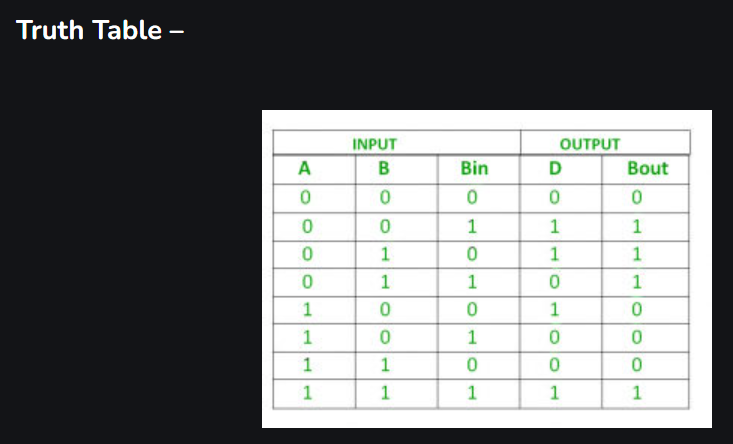 Truth Table –
INPUT OUTPUT
A B Bin D Bout
0 0 0 0 0
0 0 1 1 1
0 1 0 1 1
0 1 1 0 1
1 0 0 1 0
1 0 1 0 0
1 1 0 0 0
1 1 1 1 1